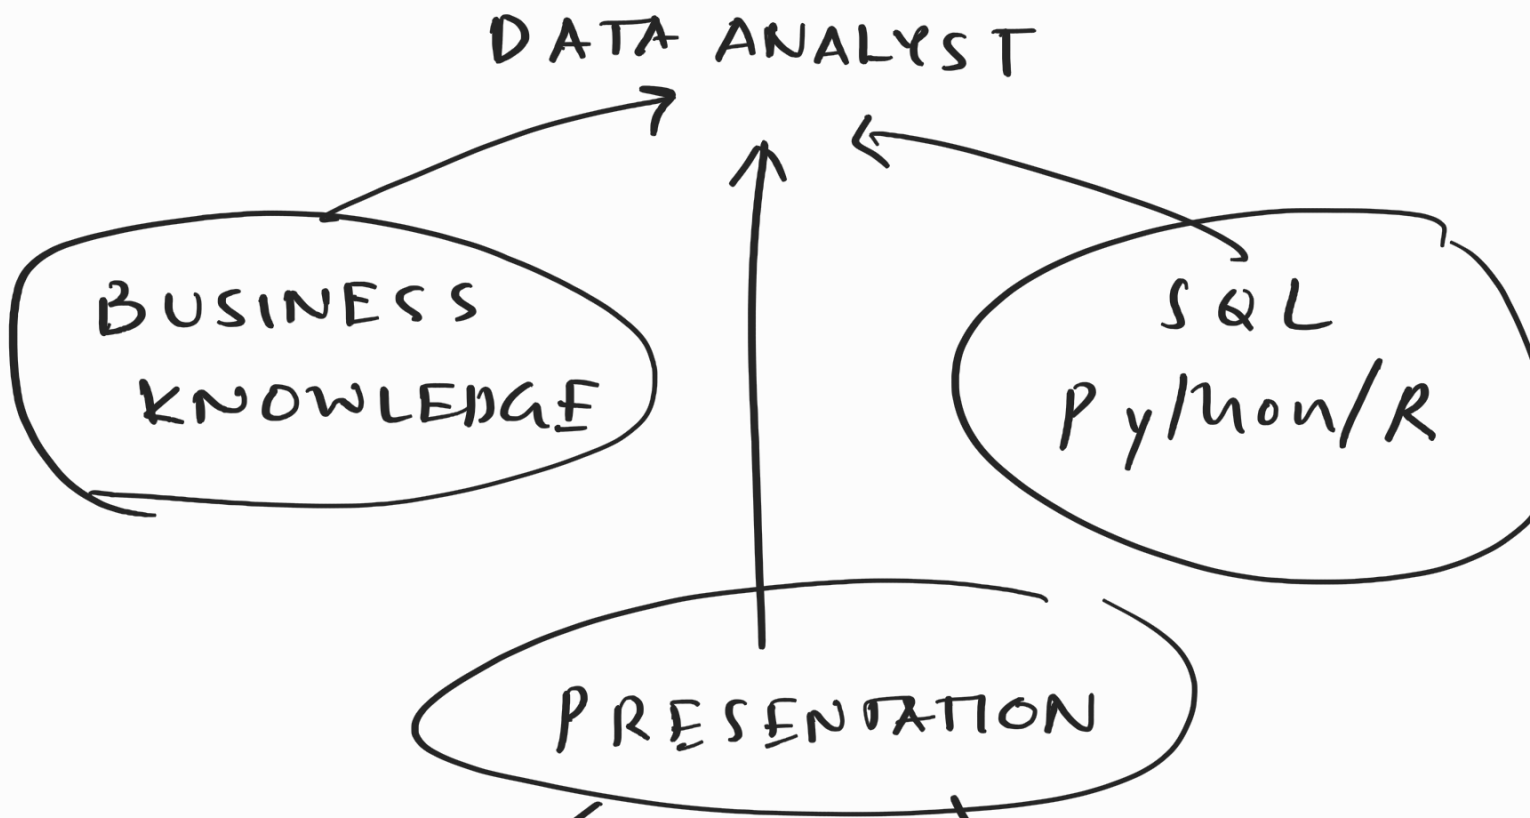 DATA ANALYST
BUSINESS
KNOWLEDGE
SQL
Python/R
PRESENTATION